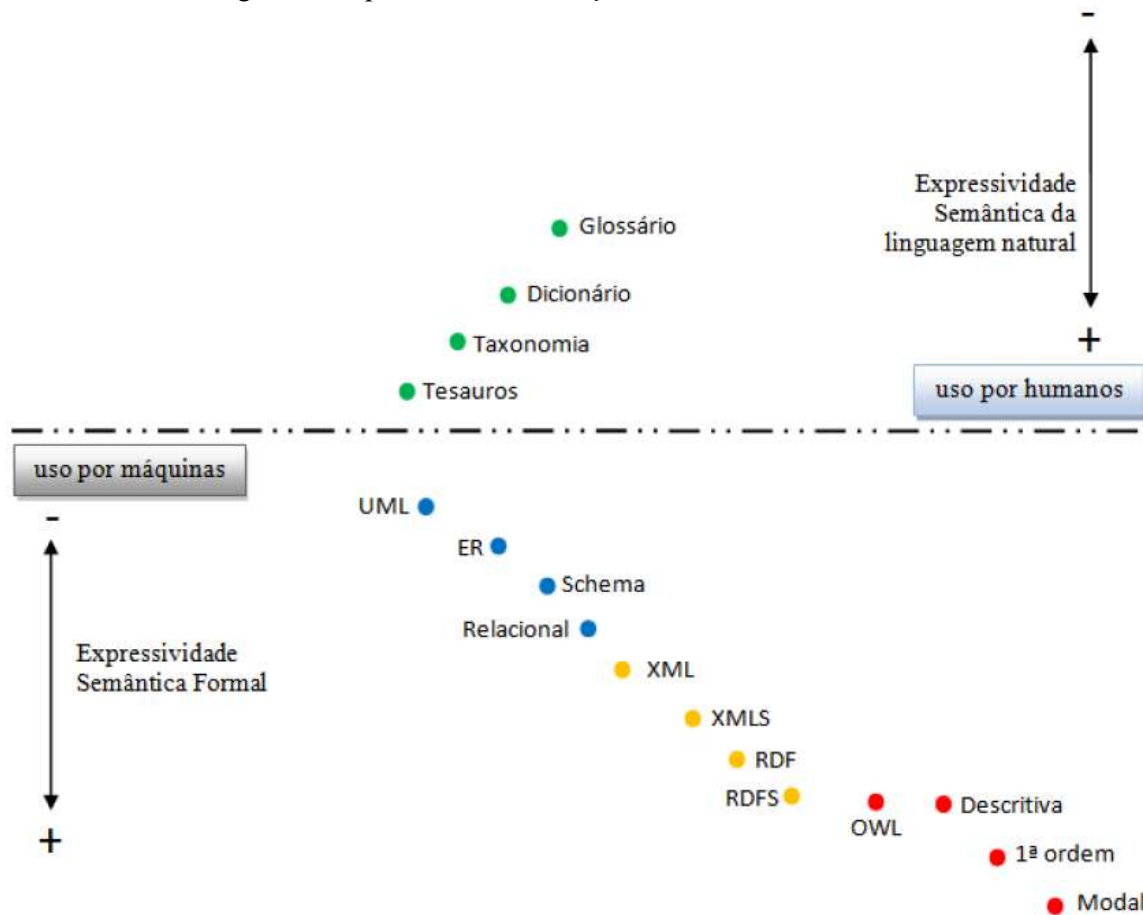 -
Expressividade
Semântica da
linguagem natural
Glossário
Dicionário
Taxonomia
+
Tesauros
uso por humanos
uso por máquinas
-
UML
ER
Schema
Relacional
Expressividade
Semântica Formal
XML
XMLS
RDF
RDFS
OWL
Descritiva
+
1ª ordem
Modal